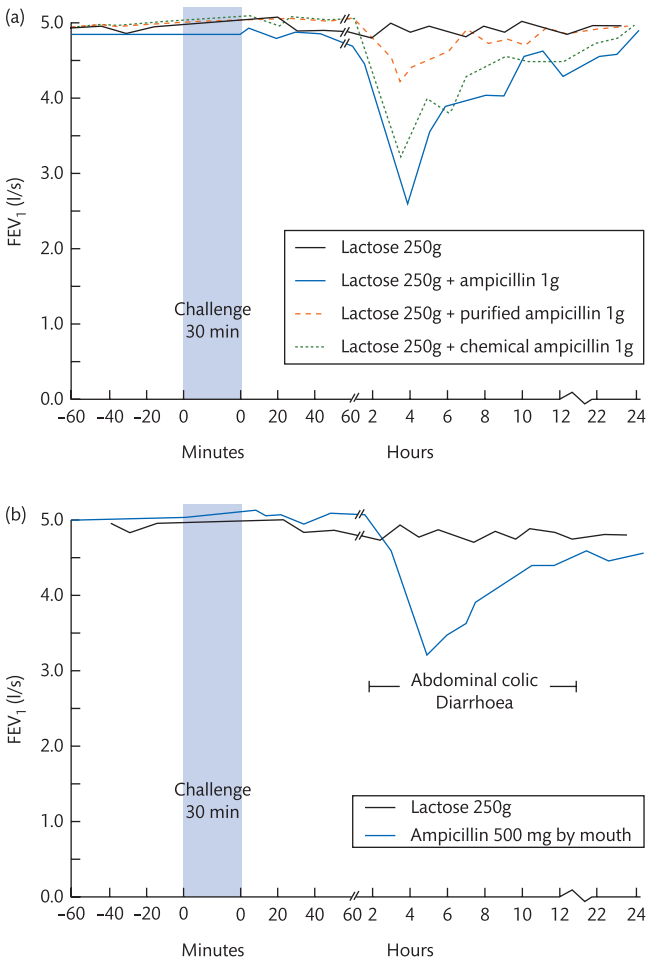 (a)
5.0
4.0
3.0
5.0
2.0
1.0
0.0
FEV1 (l/s)
Challenge
30 min
Lactose 250g
Lactose 250g + ampicillin 1g
Lactose 250g + purified ampicillin 1g
Lactose 250g + chemical ampicillin 1g
–60 –40 –20 0 0 20 40 60 2 4 6 8 10 12 22 24
Minutes Hours
(b)
5.0
4.0
3.0
5.0
2.0
1.0
0.0
FEV1 (l/s)
Abdominal colic
Diarrhoea
Challenge
30 min
Lactose 250g
Ampicillin 500 mg by mouth
–60 –40 –20 0 0 20 40 60 2 4 6 8 10 12 22 24
Minutes Hours